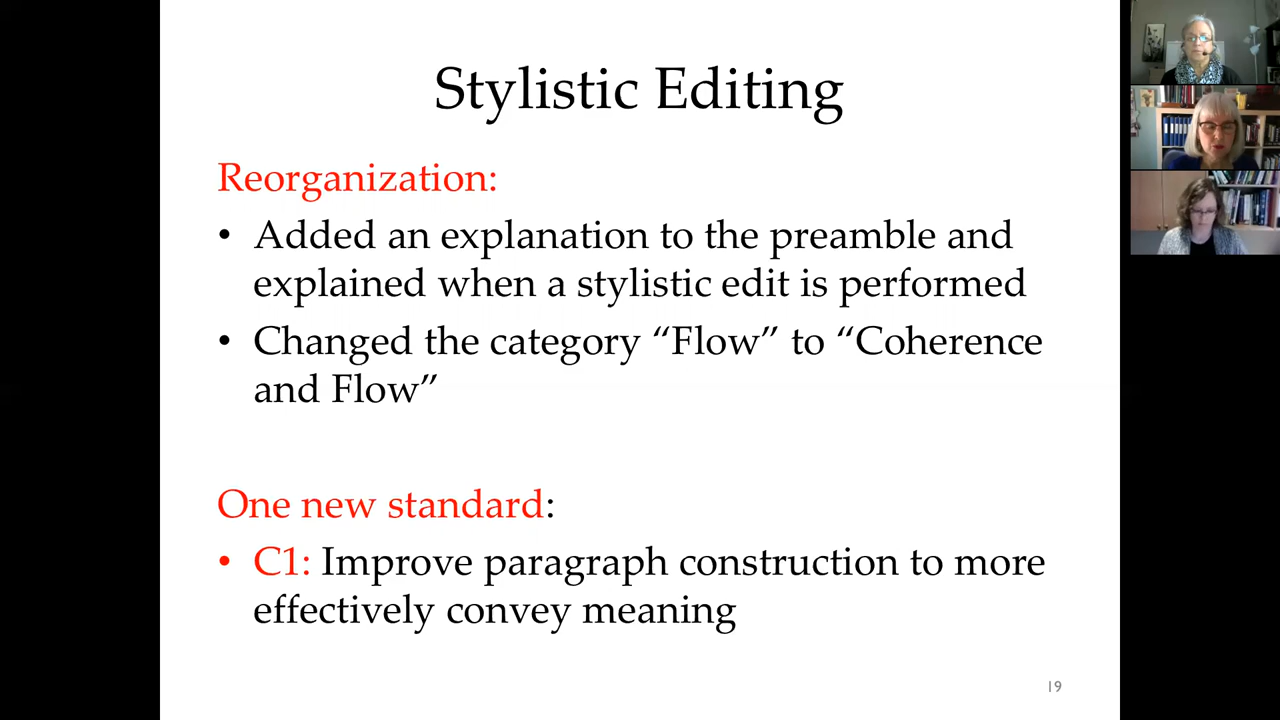 Stylistic Editing
Reorganization:
• Added an explanation to the preamble and
explained when a stylistic edit is performed
• Changed the category “Flow” to “Coherence
and Flow”
One new standard:
• C1: Improve paragraph construction to more
effectively convey meaning
19